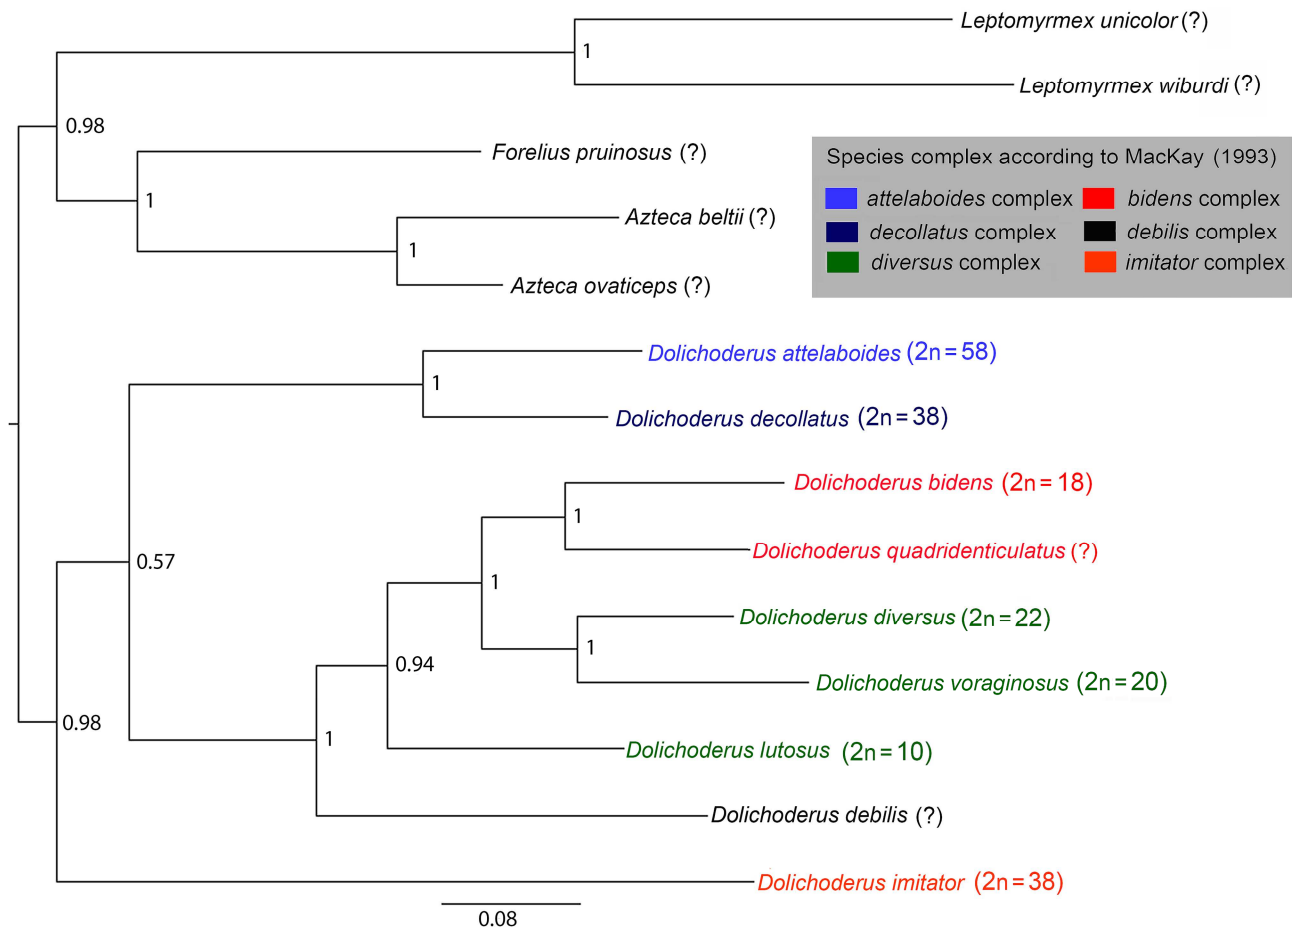 Leptomyrmex unicolor (?)
1
Leptomyrmex wiburdi (?)
0.98
Forelius pruinosus (?)
1
Azteca beltii (?)
1
Azteca ovaticeps (?)
Species complex according to MacKay (1993)
attelaboides complex
bidens complex
decollatus complex
debilis complex
diversus complex
imitator complex
Dolichoderus attelaboides (2n = 58)
1
Dolichoderus decollatus (2n = 38)
Dolichoderus bidens (2n = 18)
1
Dolichoderus quadridenticulatus (?)
0.57
1
Dolichoderus diversus (2n = 22)
1
Dolichoderus voraginosus (2n = 20)
0.94
0.98
1
Dolichoderus lutosus (2n = 10)
Dolichoderus debilis (?)
Dolichoderus imitator (2n = 38)
0.08